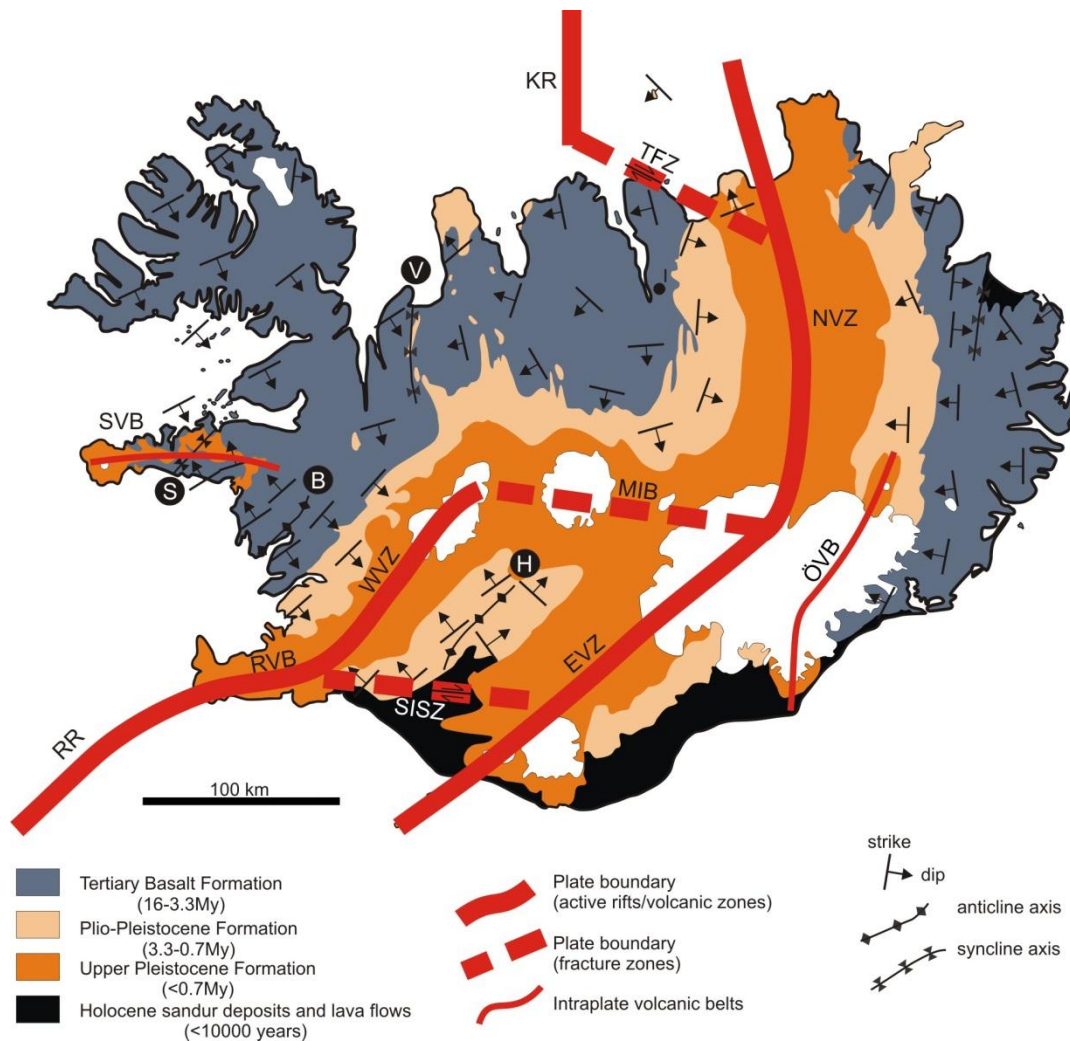 KR
TFZ
V
NVZ
SVB
S
B
MIB
H
WVZ
ÖVB
EVZ
RVB
SISZ
RR
100 km
Tertiary Basalt Formation
(16-3.3My)
Plio-Pleistocene Formation
(3.3-0.7My)
Upper Pleistocene Formation
(<0.7My)
Holocene sandur deposits and lava flows
(<10000 years)
Plate boundary
(active rifts/volcanic zones)
Plate boundary
(fracture zones)
Intraplate volcanic belts
strike
dip
anticline axis
syncline axis